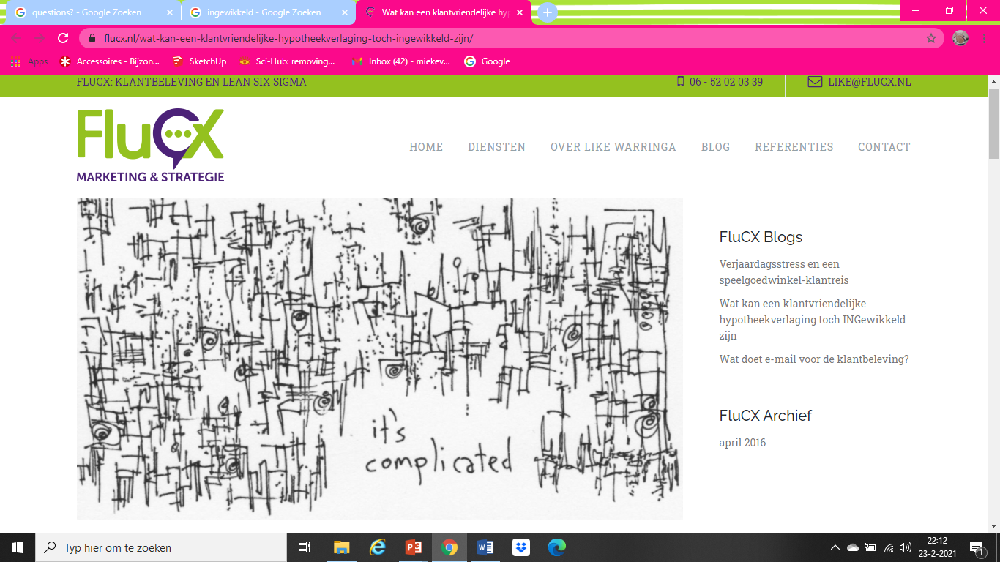 questions? - Google Zoeken
ingewikkeld - Google Zoeken
Wat kan een klantvriendelijke hyp
flucx.nl/wat-kan-een-klantvriendelijke-hypotheekverlaging-toch-ingewikkeld-zijn/
Apps
Accessoires - Bijzon...
SketchUp
Sci-Hub: removing...
Inbox (42) - miekev...
Google
FLUCX: KLANTBELEVING EN LEAN SIX SIGMA
06 - 52 02 03 39
LIKE@FLUCX.NL
FluCX
MARKETING & STRATEGIE
HOME
DIENSTEN
OVER LIKE WARRINGA
BLOG
REFERENTIES
CONTACT
it's
complicated
FluCX Blogs
Verjaardagsstress en een
speelgoedwinkel-klantreis
Wat kan een klantvriendelijke
hypotheekverlaging toch INGewikkeld
zijn
Wat doet e-mail voor de klantbeleving?
FluCX Archief
april 2016
Typ hier om te zoeken
22:12
23-2-2021
1